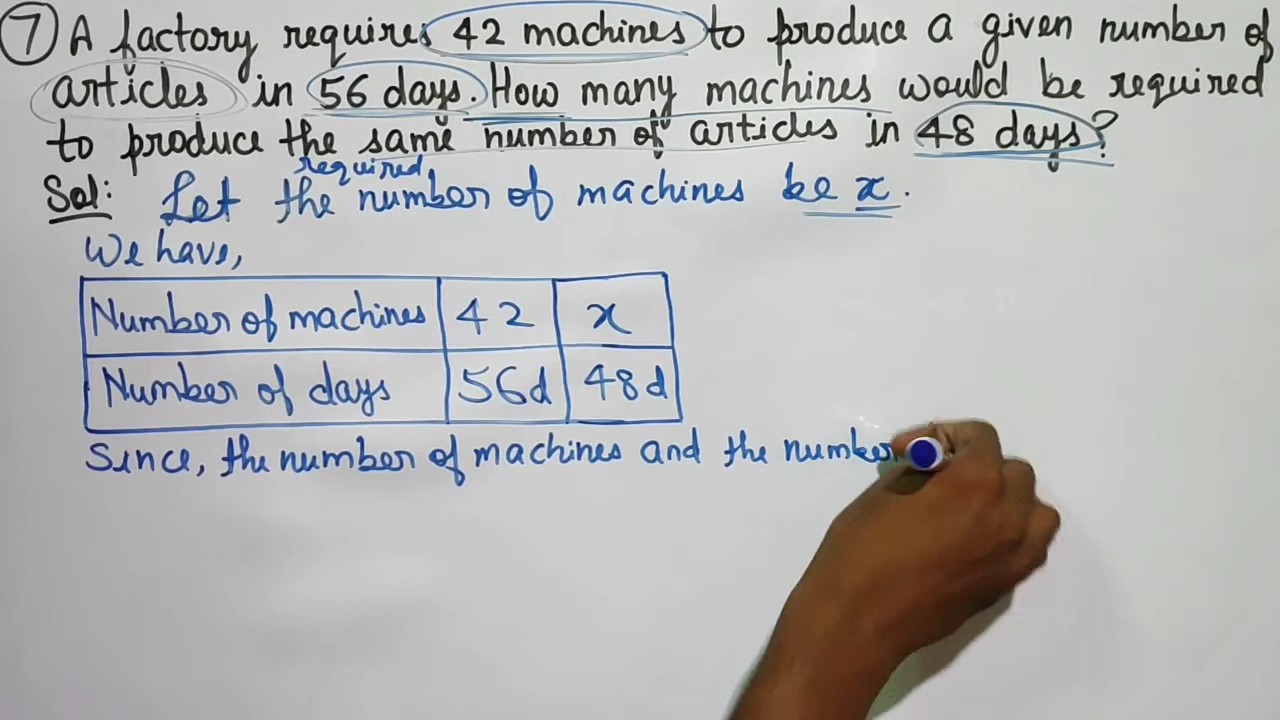 7 A factory requires 42 machines to produce a given number of
articles in 56 days. How many machines would be required
to produce the same number of articles in 48 days?
Sol: Let the required number of machines be x.
We have,
Number of machines 42 x
Number of days 56d 48d
Since, the number of machines and the number